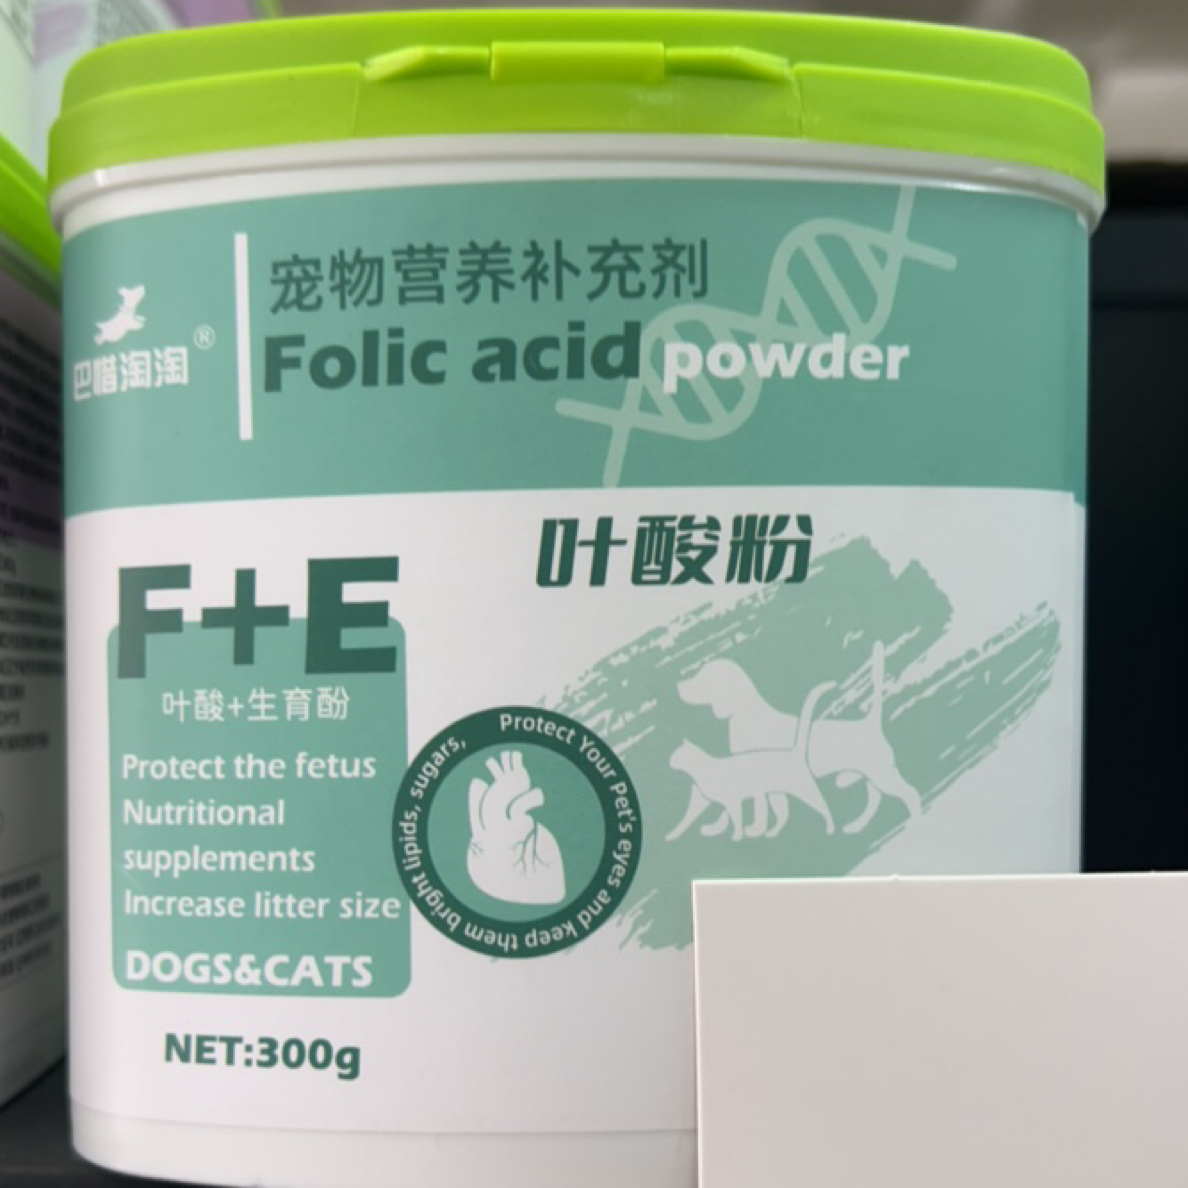 宠物营养补充剂
Folic acid powder
巴惜淘淘®
叶酸粉
F+E
叶酸+生育酚
Protect the fetus
Nutritional
supplements
Increase litter size
DOGS&CATS
Protect Your Pet's eyes and keep them bright lipids, sugars,
NET:300g